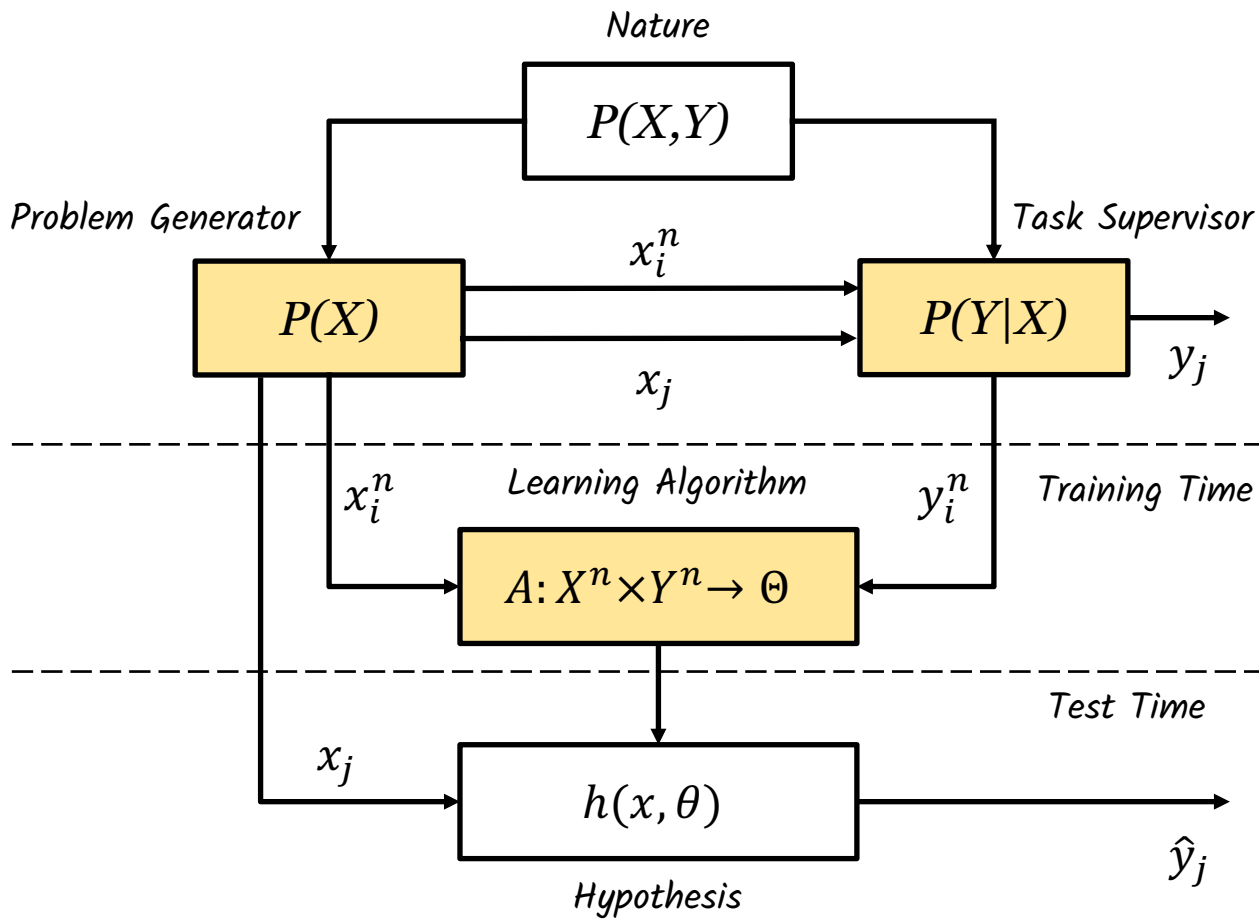 Nature
P(X,Y)
Problem Generator
Task Supervisor
x_i^n
P(X)
P(Y|X)
x_j
y_j
x_i^n
Learning Algorithm
y_i^n
Training Time
A: X^n×Y^n→ Θ
Test Time
x_j
h(x, θ)
ŷ_j
Hypothesis